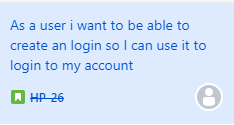 As a user i want to be able to
create an login so I can use it to
login to my account
HP-26